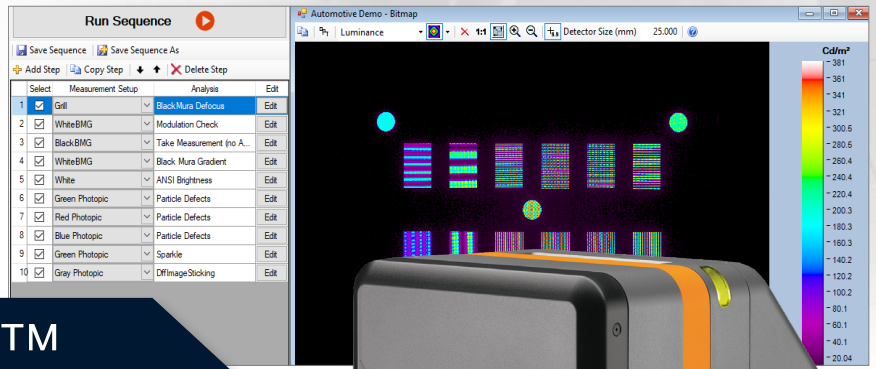 Run Sequence
Save Sequence Save Sequence As
Add Step Copy Step Delete Step
Select Measurement Setup Analysis Edit
1 Grill Black Mura Defocus Edit
2 WhiteBMG Modulation Check Edit
3 BlackBMG Take Measurement (no A... Edit
4 WhiteBMG Black Mura Gradient Edit
5 White ANSI Brightness Edit
6 Green Photopic Particle Defects Edit
7 Red Photopic Particle Defects Edit
8 Blue Photopic Particle Defects Edit
9 Green Photopic Sparkle Edit
10 Gray Photopic DffImageSticking Edit
TM
Automotive Demo - Bitmap
Luminance 1:1 Detector Size (mm) 25.000
Cd/m²
381
361
341
321
300.5
280.5
260.4
240.4
220.4
200.3
180.3
160.3
140.2
120.2
100.2
80.1
60.1
40.1
20.04